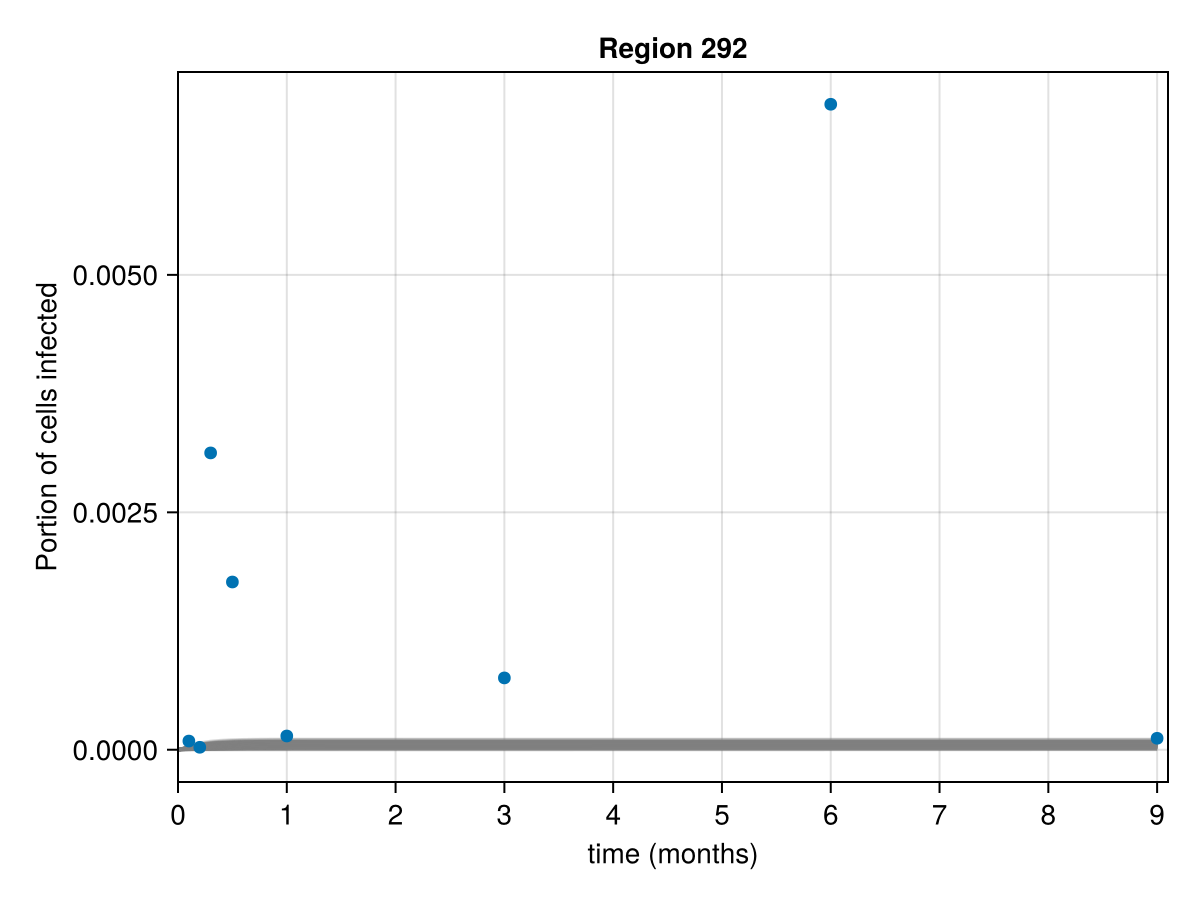 Region 292
Portion of cells infected
0.0050
0.0025
0.0000
0 1 2 3 4 5 6 7 8 9
time (months)